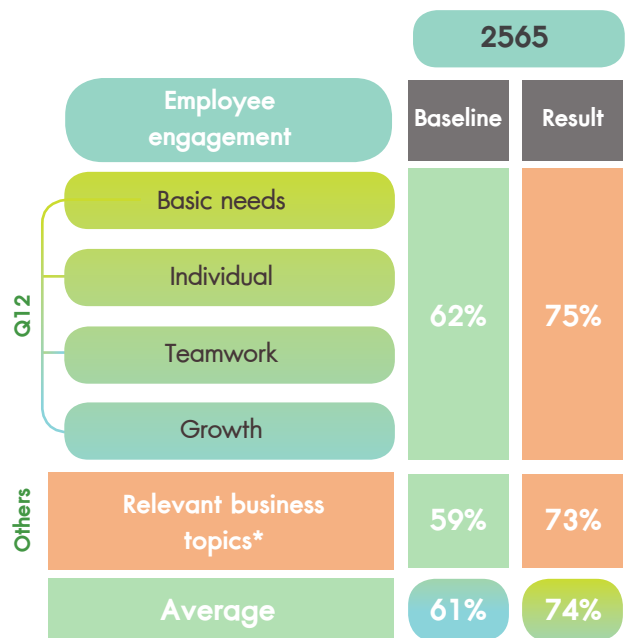 2565
Employee
engagement
Baseline
Result
Q12
Basic needs
Individual
Teamwork
Growth
62%
75%
Others
Relevant business
topics*
59%
73%
Average
61%
74%